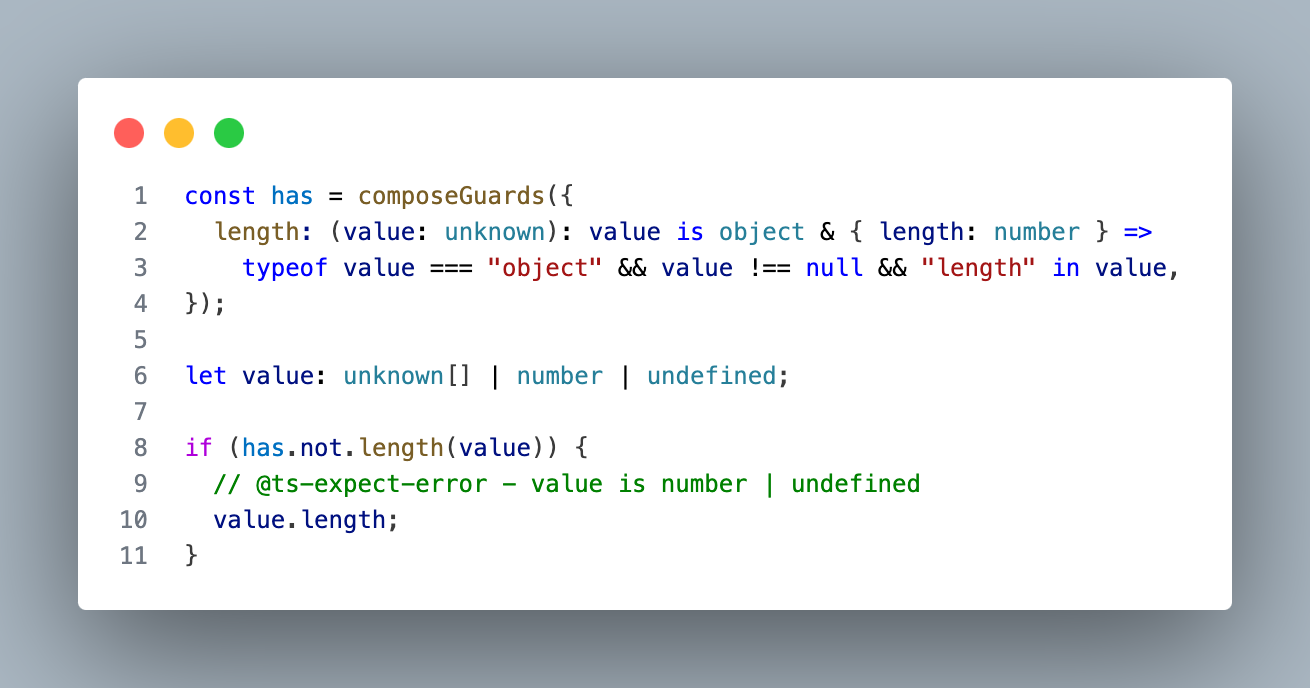 1 const has = composeGuards({
2   length: (value: unknown): value is object & { length: number } =>
3     typeof value === "object" && value !== null && "length" in value,
4 });
5
6 let value: unknown[] | number | undefined;
7
8 if (has.not.length(value)) {
9   // @ts-expect-error - value is number | undefined
10   value.length;
11 }